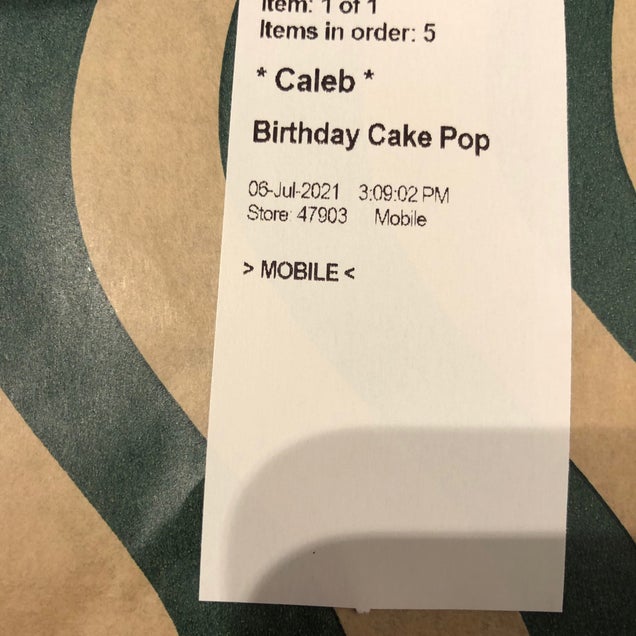 Item: 1 of 1
Items in order: 5
* Caleb *
Birthday Cake Pop
06-Jul-2021 3:09:02 PM
Store: 47903 Mobile
> MOBILE <